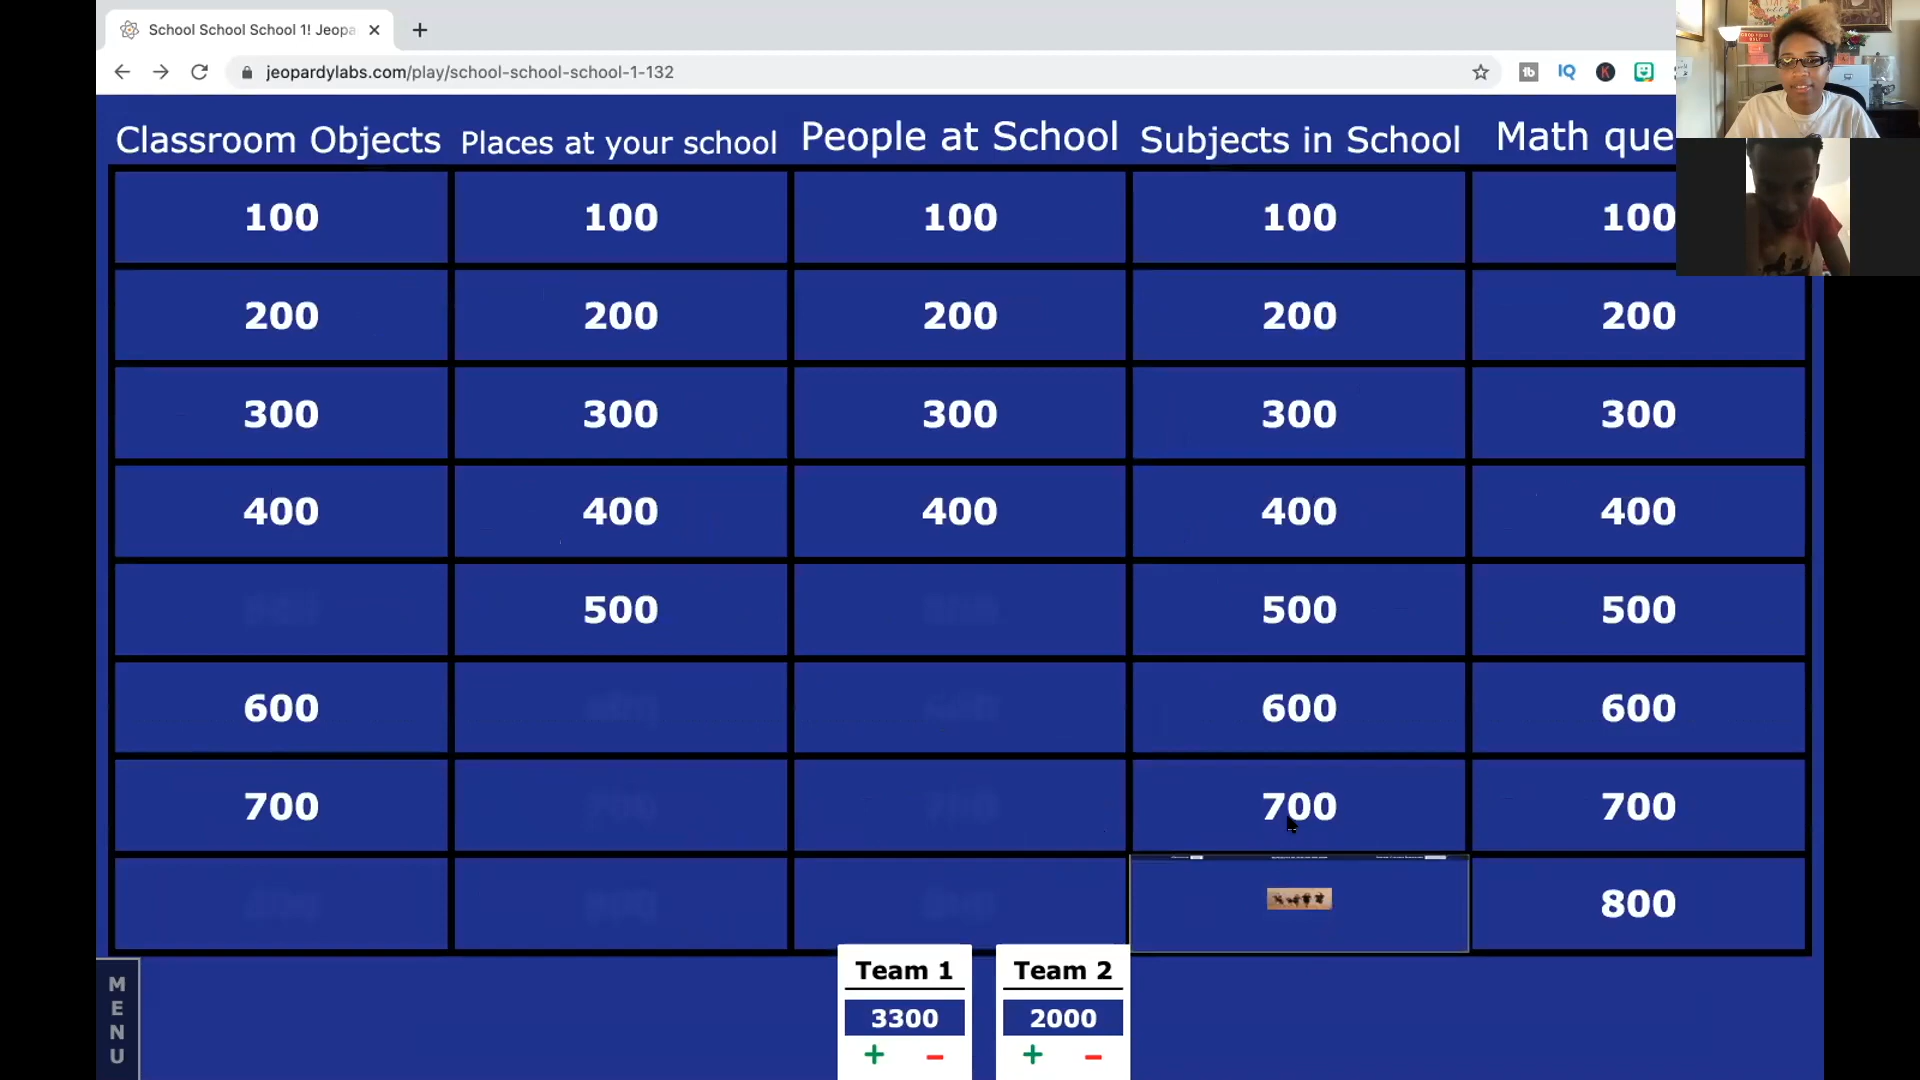 School School School 1! Jeopa
jeopardylabs.com/play/school-school-school-1-132
Classroom Objects Places at your school People at School Subjects in School Math que
100 100 100 100 100
200 200 200 200 200
300 300 300 300 300
400 400 400 400 400
500 500 500
600 600 600
700 700 700
800
MENU
Team 1 Team 2
3300 2000
+ − + −